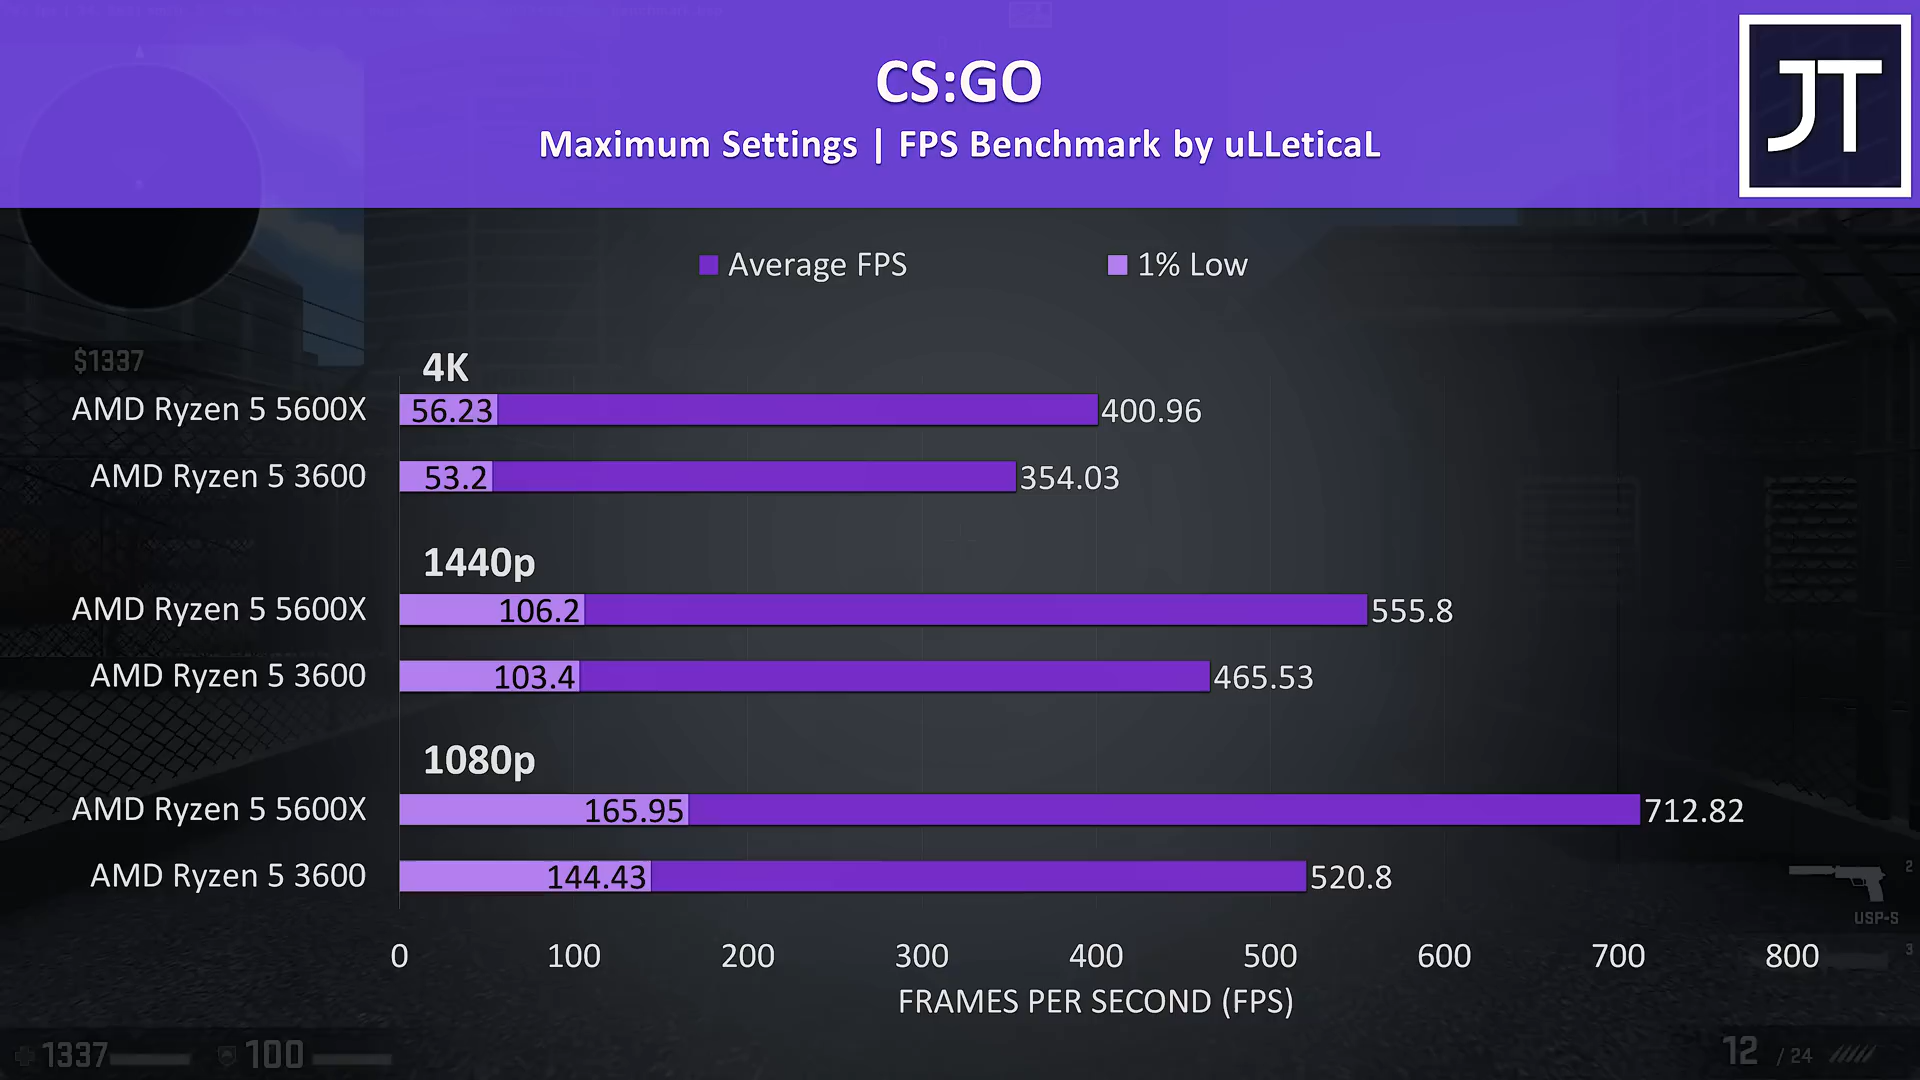 CS:GO
Maximum Settings | FPS Benchmark by uLLeticaL
JT
Average FPS
1% Low
$1337
4K
AMD Ryzen 5 5600X 56.23 400.96
AMD Ryzen 5 3600 53.2 354.03
1440p
AMD Ryzen 5 5600X 106.2 555.8
AMD Ryzen 5 3600 103.4 465.53
1080p
AMD Ryzen 5 5600X 165.95 712.82
AMD Ryzen 5 3600 144.43 520.8
2
USP-S
3
0 100 200 300 400 500 600 700 800
FRAMES PER SECOND (FPS)
1337 100 12 / 24